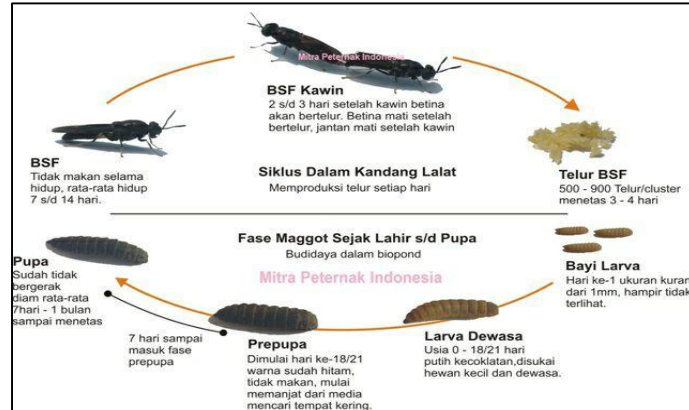 Mitra Peternak Indonesia
BSF Kawin
2 s/d 3 hari setelah kawin betina
akan bertelur. Betina mati setelah
bertelur, jantan mati setelah kawin
BSF
Tidak makan selama
hidup, rata-rata hidup
7 s/d 14 hari.
Siklus Dalam Kandang Lalat
Memproduksi telur setiap hari
Telur BSF
500 - 900 Telur/cluster
menetas 3 - 4 hari
Fase Maggot Sejak Lahir s/d Pupa
Budidaya dalam biopond
Mitra Peternak Indonesia
Pupa
Sudah tidak
bergerak
diam rata-rata
7hari - 1 bulan
sampai menetas
7 hari sampai
masuk fase
prepupa
Prepupa
Dimulai hari ke-18/21
warna sudah hitam,
tidak makan, mulai
memanjat dari media
mencari tempat kering.
Larva Dewasa
Usia 0 - 18/21 hari
putih kecoklatan,disukai
hewan kecil dan dewasa.
Bayi Larva
Hari ke-1 ukuran kuran
dari 1mm, hampir tidak
terlihat.